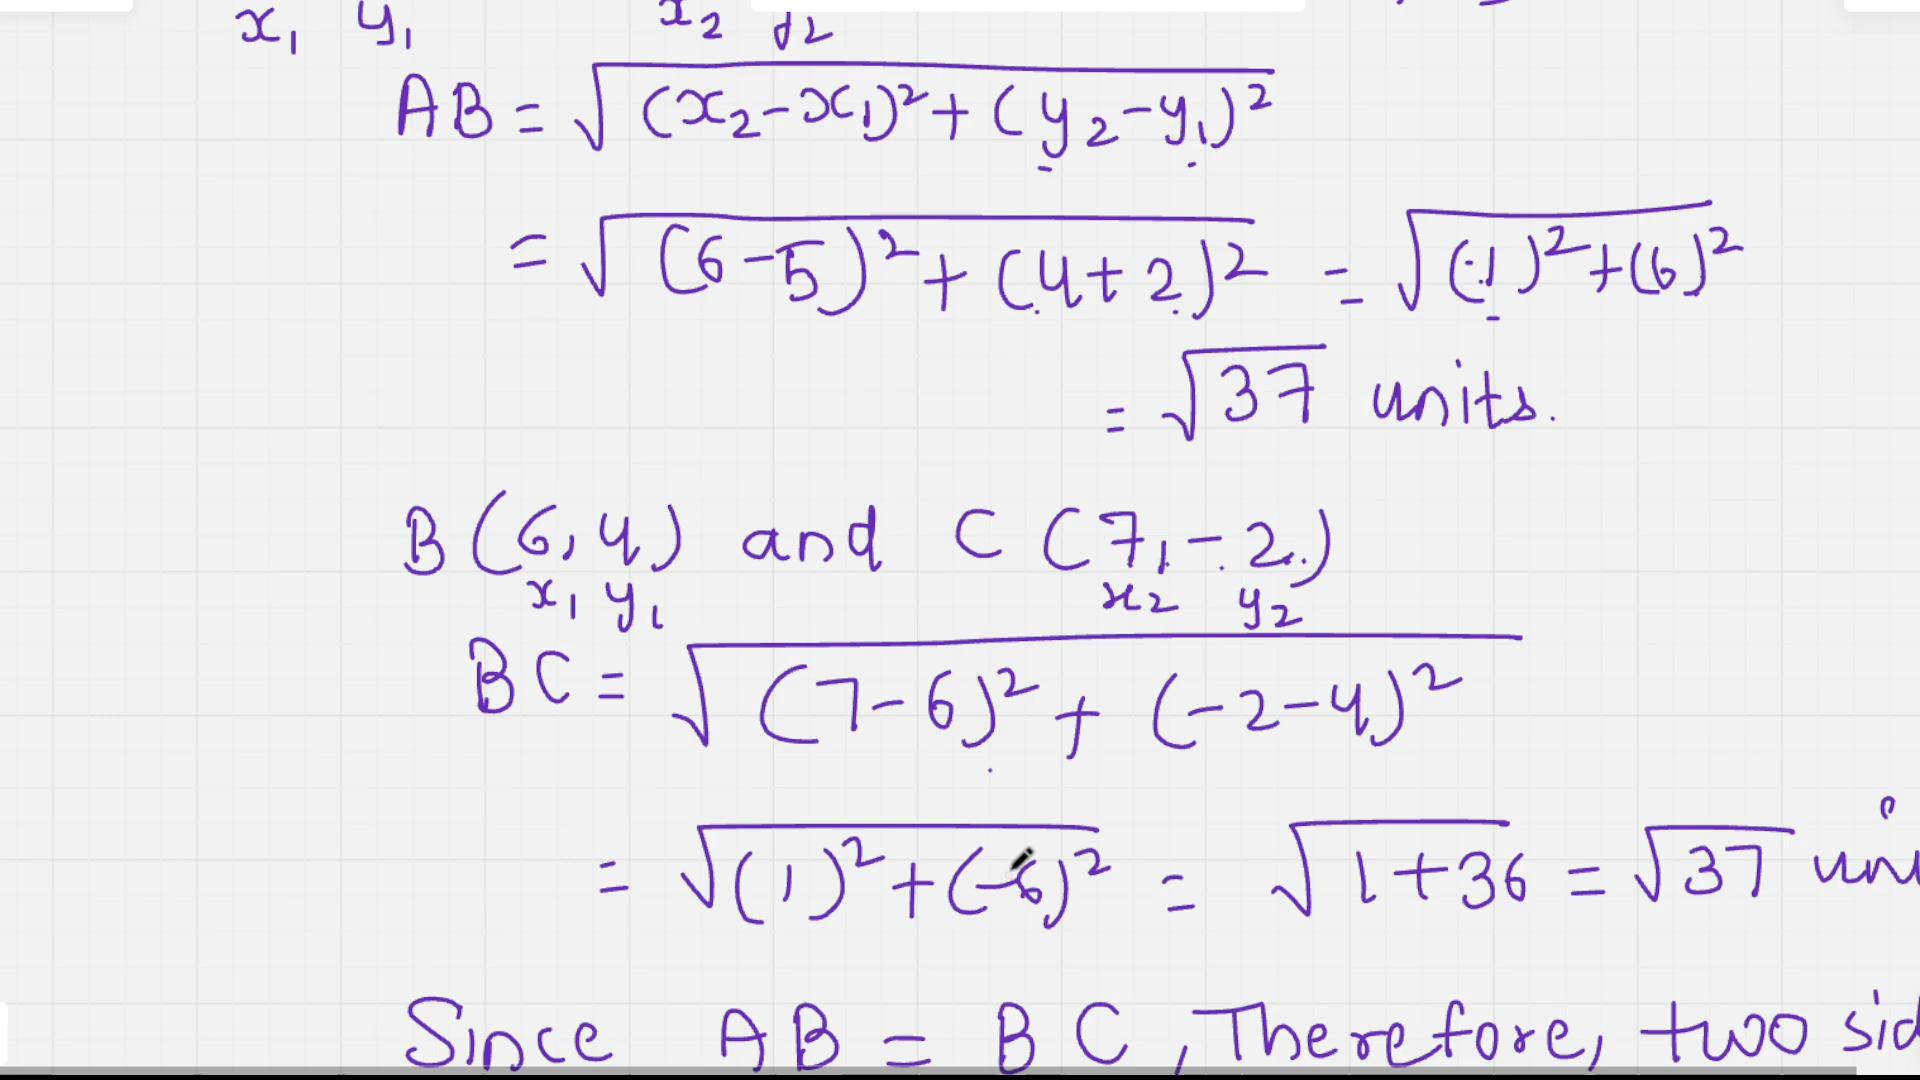 x₁ y₁ x₂ y₂
AB = √((x₂-x₁)² + (y₂-y₁)²)
= √((6-5)² + (4+2)²) = √((1)² + (6)²)
= √37 units.
B(6,4) and C(7,-2)
x₁ y₁ x₂ y₂
BC = √((7-6)² + (-2-4)²)
= √((1)² + (-6)²) = √(1+36) = √37 uni
Since AB = BC, Therefore, two sid